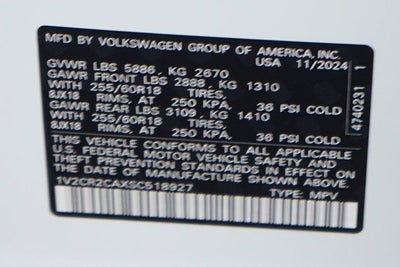 MFD BY VOLKSWAGEN GROUP OF AMERICA, INC.
USA 11/2024
GVWR LBS 5886, KG 2670
GAWR FRONT LBS 2888, KG 1310
WITH 255/60R18 TIRES,
8JX18 RIMS, AT 250 KPA, 36 PSI COLD
GAWR REAR LBS 3109, KG 1410
WITH 255/60R18 TIRES,
8JX18 RIMS, AT 250 KPA, 36 PSI COLD
THIS VEHICLE CONFORMS TO ALL APPLICABLE
U.S. FEDERAL MOTOR VEHICLE SAFETY AND
THEFT PREVENTION STANDARDS IN EFFECT ON THE
DATE OF MANUFACTURE SHOWN ABOVE.
1V2CR2CAXSC518927 TYPE: MPV
4740231 1